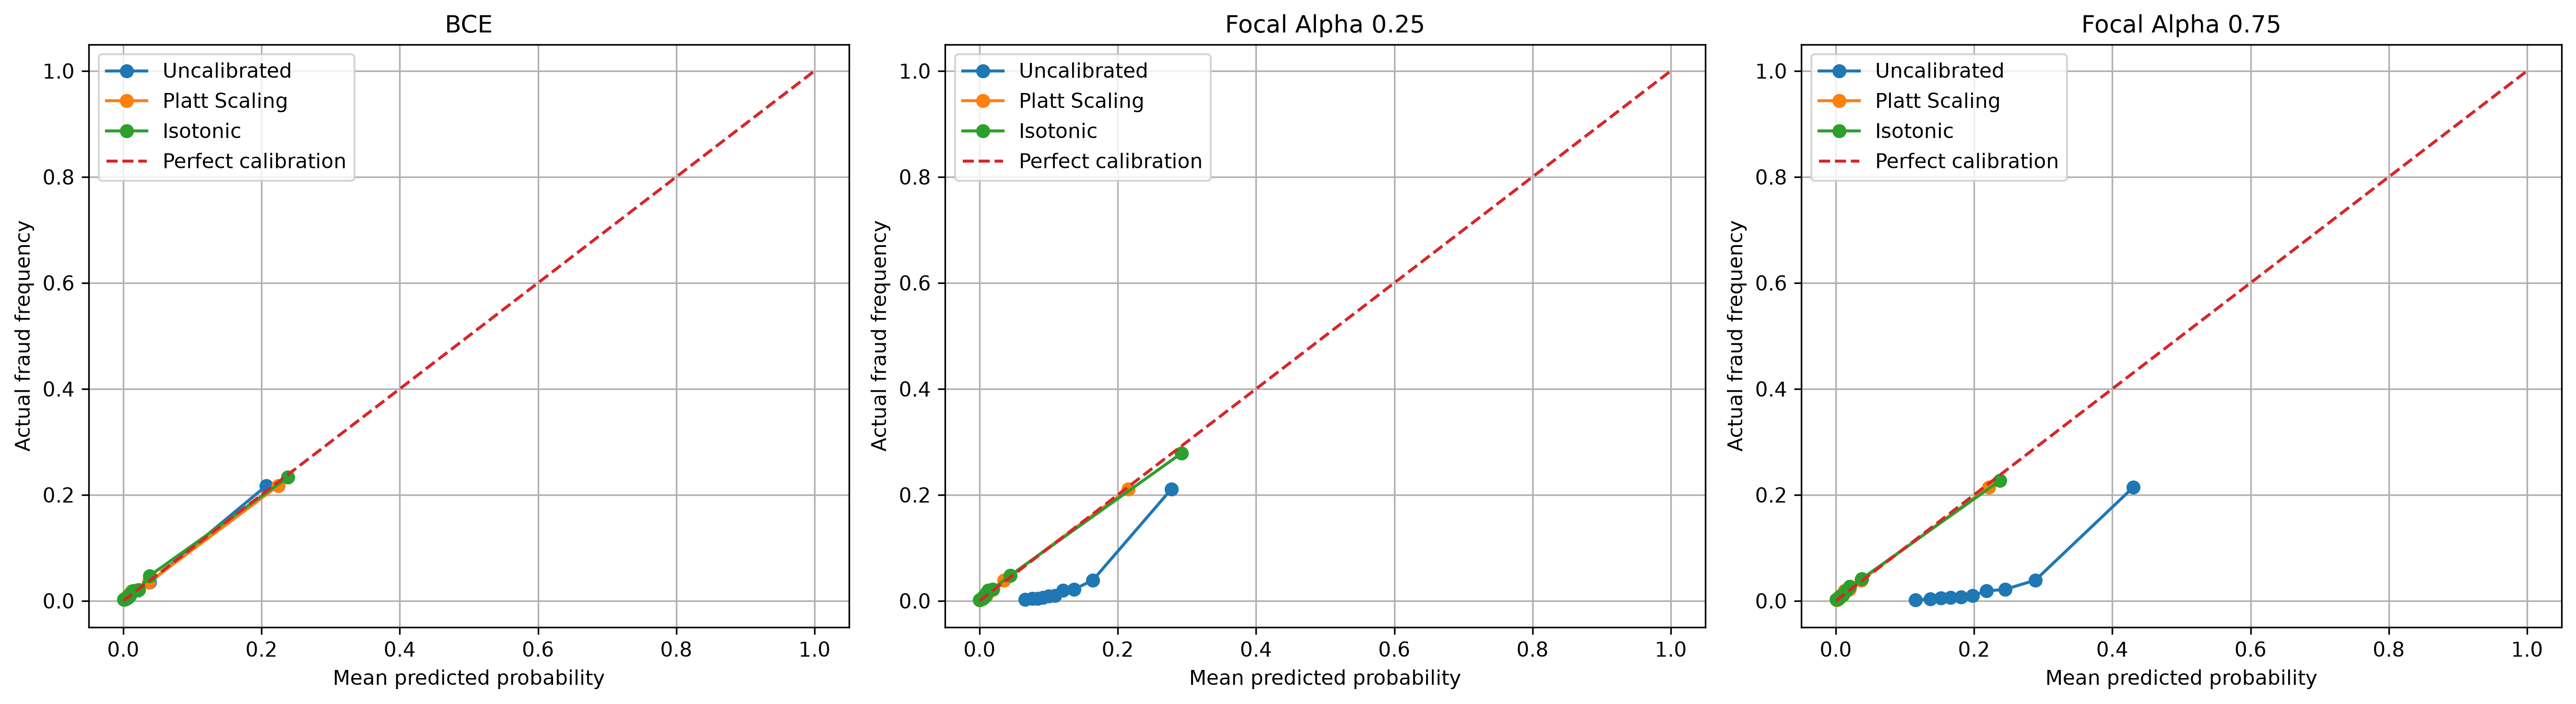 BCE
Uncalibrated
Platt Scaling
Isotonic
Perfect calibration
Actual fraud frequency
1.0
0.8
0.6
0.4
0.2
0.0
0.0 0.2 0.4 0.6 0.8 1.0
Mean predicted probability
Focal Alpha 0.25
Uncalibrated
Platt Scaling
Isotonic
Perfect calibration
Actual fraud frequency
1.0
0.8
0.6
0.4
0.2
0.0
0.0 0.2 0.4 0.6 0.8 1.0
Mean predicted probability
Focal Alpha 0.75
Uncalibrated
Platt Scaling
Isotonic
Perfect calibration
Actual fraud frequency
1.0
0.8
0.6
0.4
0.2
0.0
0.0 0.2 0.4 0.6 0.8 1.0
Mean predicted probability